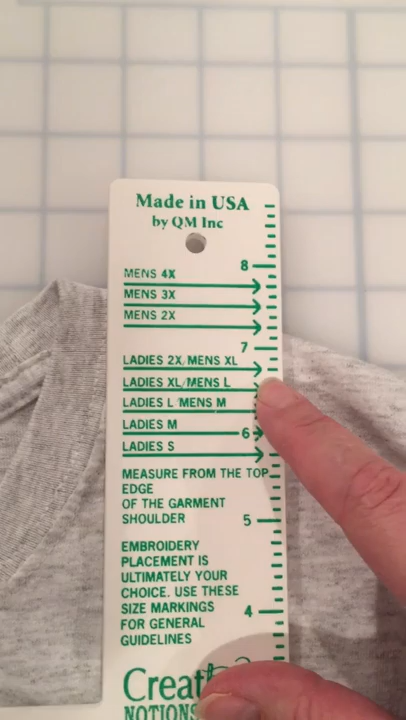 Made in USA
by QM Inc
8
MENS 4X
MENS 3X
MENS 2X
7
LADIES 2X/MENS XL
LADIES XL/MENS L
LADIES L/MENS M
LADIES M
6
LADIES S
MEASURE FROM THE TOP
EDGE
OF THE GARMENT
SHOULDER
5
EMBROIDERY
PLACEMENT IS
ULTIMATELY YOUR
CHOICE. USE THESE
SIZE MARKINGS
FOR GENERAL
GUIDELINES
4
NOTIONS